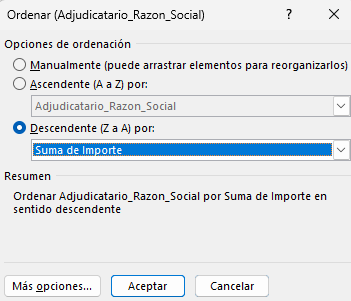 Ordenar (Adjudicatario_Razon_Social)
Opciones de ordenación
Manualmente (puede arrastrar elementos para reorganizarlos)
Ascendente (A a Z) por:
Adjudicatario_Razon_Social
Descendente (Z a A) por:
Suma de Importe
Resumen
Ordenar Adjudicatario_Razon_Social por Suma de Importe en
sentido descendente
Más opciones... Aceptar Cancelar